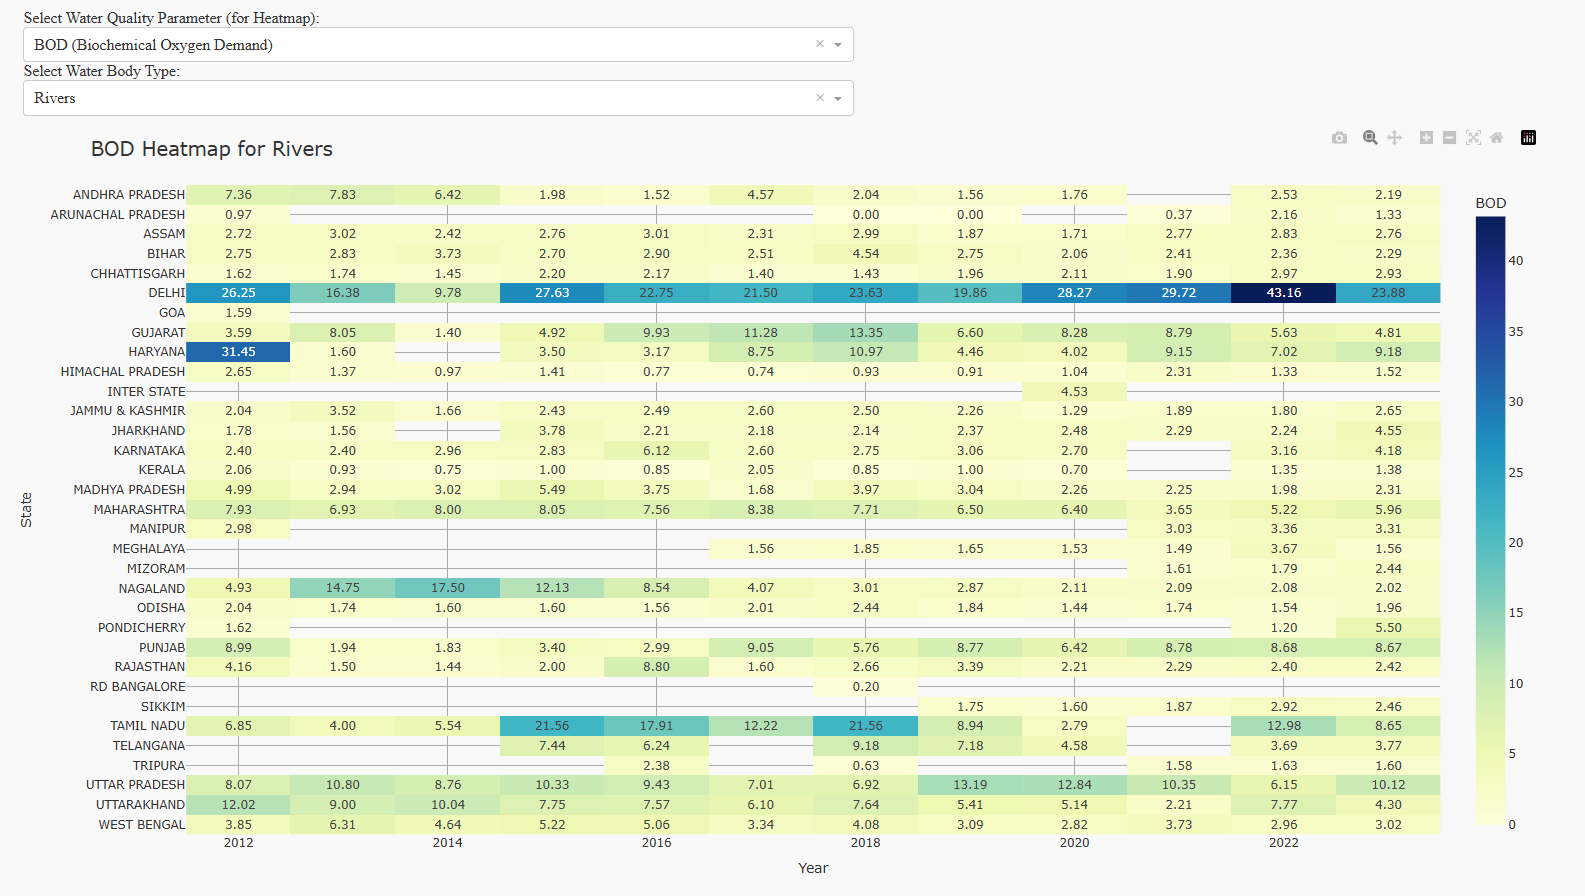 Select Water Quality Parameter (for Heatmap):
BOD (Biochemical Oxygen Demand) ×
Select Water Body Type:
Rivers ×
BOD Heatmap for Rivers
BOD
ANDHRA PRADESH 7.36 7.83 6.42 1.98 1.52 4.57 2.04 1.56 1.76 2.53 2.19
ARUNACHAL PRADESH 0.97 0.00 0.00 0.37 2.16 1.33
ASSAM 2.72 3.02 2.42 2.76 3.01 2.31 2.99 1.87 1.71 2.77 2.83 2.76
BIHAR 2.75 2.83 3.73 2.70 2.90 2.51 4.54 2.75 2.06 2.41 2.36 2.29
40
CHHATTISGARH 1.62 1.74 1.45 2.20 2.17 1.40 1.43 1.96 2.11 1.90 2.97 2.93
DELHI 26.25 16.38 9.78 27.63 22.75 21.50 23.63 19.86 28.27 29.72 43.16 23.88
GOA 1.59
GUJARAT 3.59 8.05 1.40 4.92 9.93 11.28 13.35 6.60 8.28 8.79 5.63 4.81
35
HARYANA 31.45 1.60 3.50 3.17 8.75 10.97 4.46 4.02 9.15 7.02 9.18
HIMACHAL PRADESH 2.65 1.37 0.97 1.41 0.77 0.74 0.93 0.91 1.04 2.31 1.33 1.52
INTER STATE 4.53
30
JAMMU & KASHMIR 2.04 3.52 1.66 2.43 2.49 2.60 2.50 2.26 1.29 1.89 1.80 2.65
JHARKHAND 1.78 1.56 3.78 2.21 2.18 2.14 2.37 2.48 2.29 2.24 4.55
KARNATAKA 2.40 2.40 2.96 2.83 6.12 2.60 2.75 3.06 2.70 3.16 4.18
KERALA 2.06 0.93 0.75 1.00 0.85 2.05 0.85 1.00 0.70 1.35 1.38
25
MADHYA PRADESH 4.99 2.94 3.02 5.49 3.75 1.68 3.97 3.04 2.26 2.25 1.98 2.31
State
MAHARASHTRA 7.93 6.93 8.00 8.05 7.56 8.38 7.71 6.50 6.40 3.65 5.22 5.96
MANIPUR 2.98 3.03 3.36 3.31
20
MEGHALAYA 1.56 1.85 1.65 1.53 1.49 3.67 1.56
MIZORAM 1.61 1.79 2.44
NAGALAND 4.93 14.75 17.50 12.13 8.54 4.07 3.01 2.87 2.11 2.09 2.08 2.02
ODISHA 2.04 1.74 1.60 1.60 1.56 2.01 2.44 1.84 1.44 1.74 1.54 1.96
15
PONDICHERRY 1.62 1.20 5.50
PUNJAB 8.99 1.94 1.83 3.40 2.99 9.05 5.76 8.77 6.42 8.78 8.68 8.67
RAJASTHAN 4.16 1.50 1.44 2.00 8.80 1.60 2.66 3.39 2.21 2.29 2.40 2.42
10
RD BANGALORE 0.20
SIKKIM 1.75 1.60 1.87 2.92 2.46
TAMIL NADU 6.85 4.00 5.54 21.56 17.91 12.22 21.56 8.94 2.79 12.98 8.65
TELANGANA 7.44 6.24 9.18 7.18 4.58 3.69 3.77
5
TRIPURA 2.38 0.63 1.58 1.63 1.60
UTTAR PRADESH 8.07 10.80 8.76 10.33 9.43 7.01 6.92 13.19 12.84 10.35 6.15 10.12
UTTARAKHAND 12.02 9.00 10.04 7.75 7.57 6.10 7.64 5.41 5.14 2.21 7.77 4.30
WEST BENGAL 3.85 6.31 4.64 5.22 5.06 3.34 4.08 3.09 2.82 3.73 2.96 3.02
0
2012 2014 2016 2018 2020 2022
Year